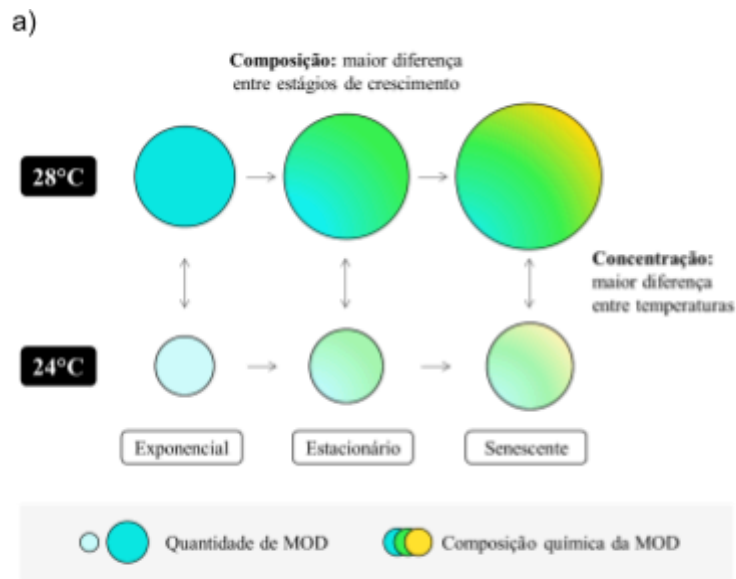 a)
Composição: maior diferença
entre estágios de crescimento
28°C
Concentração:
maior diferença
entre temperaturas
24°C
Exponencial
Estacionário
Senescente
Quantidade de MOD
Composição química da MOD